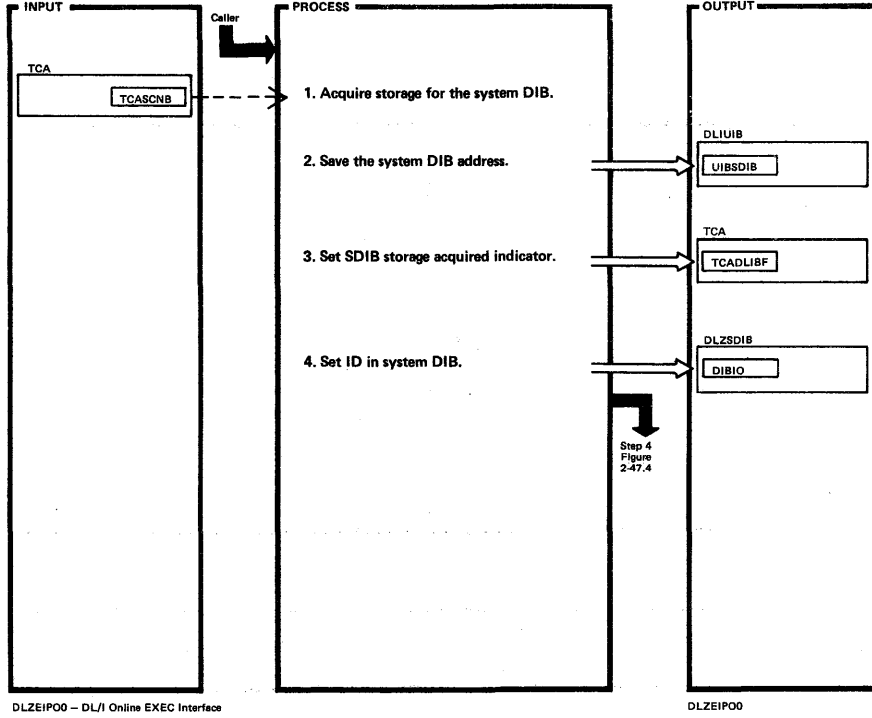 INPUT
PROCESS
OUTPUT
Caller
TCA
TCASCNB
1. Acquire storage for the system DIB.
DLIUIB
2. Save the system DIB address.
UIBSDIB
TCA
3. Set SDIB storage acquired indicator.
TCADLIBF
DLZSDIB
4. Set ID in system DIB.
DIBIO
Step 4
Figure
2-47.4
DLZEIPO0 — DL/I Online EXEC Interface
DLZEIPO0